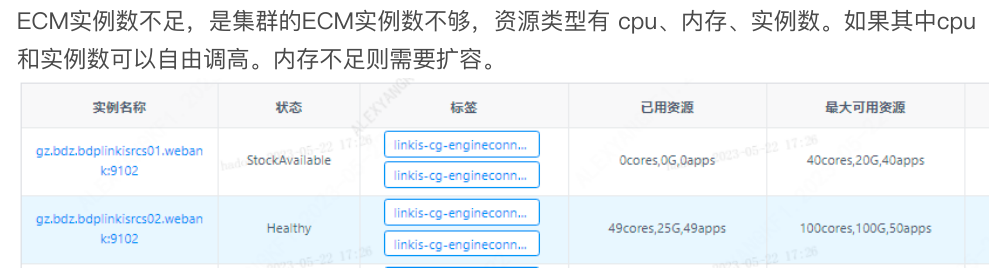 ECM实例数不足，是集群的ECM实例数不够，资源类型有 cpu、内存、实例数。如果其中cpu
和实例数可以自由调高。内存不足则需要扩容。
实例名称 状态 标签 已用资源 最大可用资源
gz.bdz.bdplinkisrcs01.weban
k:9102
StockAvailable
linkis-cg-engineconn...
linkis-cg-engineconn...
0cores,0G,0apps
40cores,20G,40apps
gz.bdz.bdplinkisrcs02.weban
k:9102
Healthy
linkis-cg-engineconn...
linkis-cg-engineconn...
49cores,25G,49apps
100cores,100G,50apps